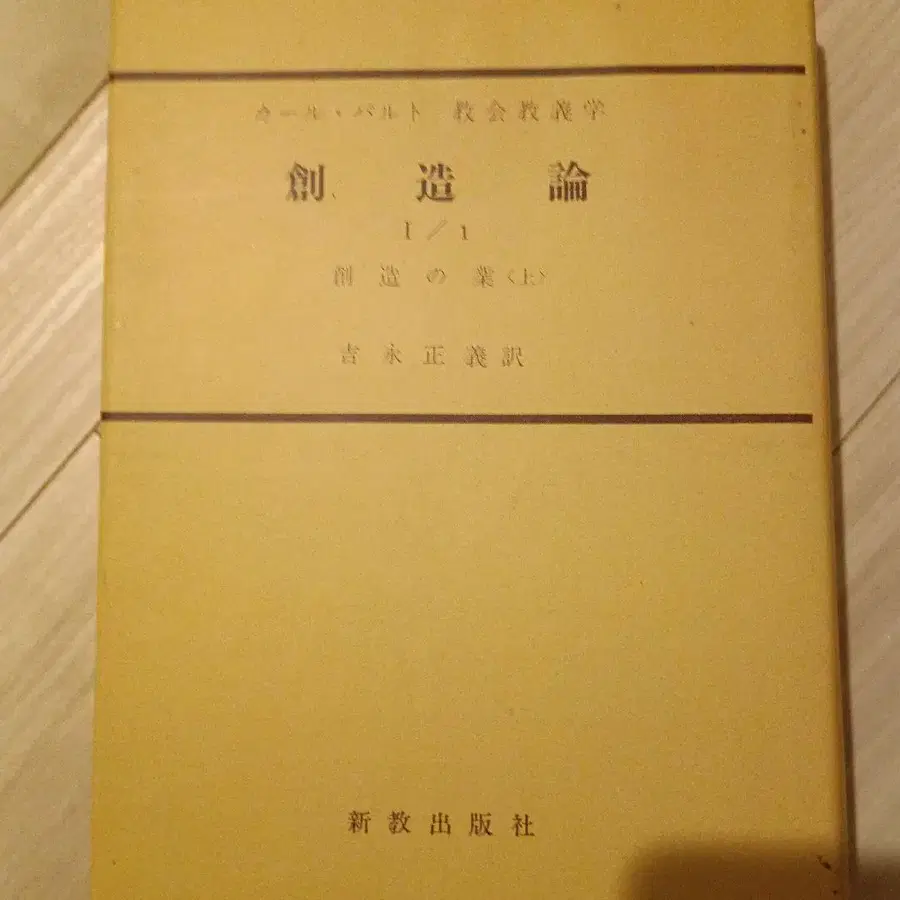 カール・バルト 教会教義学
創造論
I/1
創造の業〈上〉
吉永正義訳
新教出版社